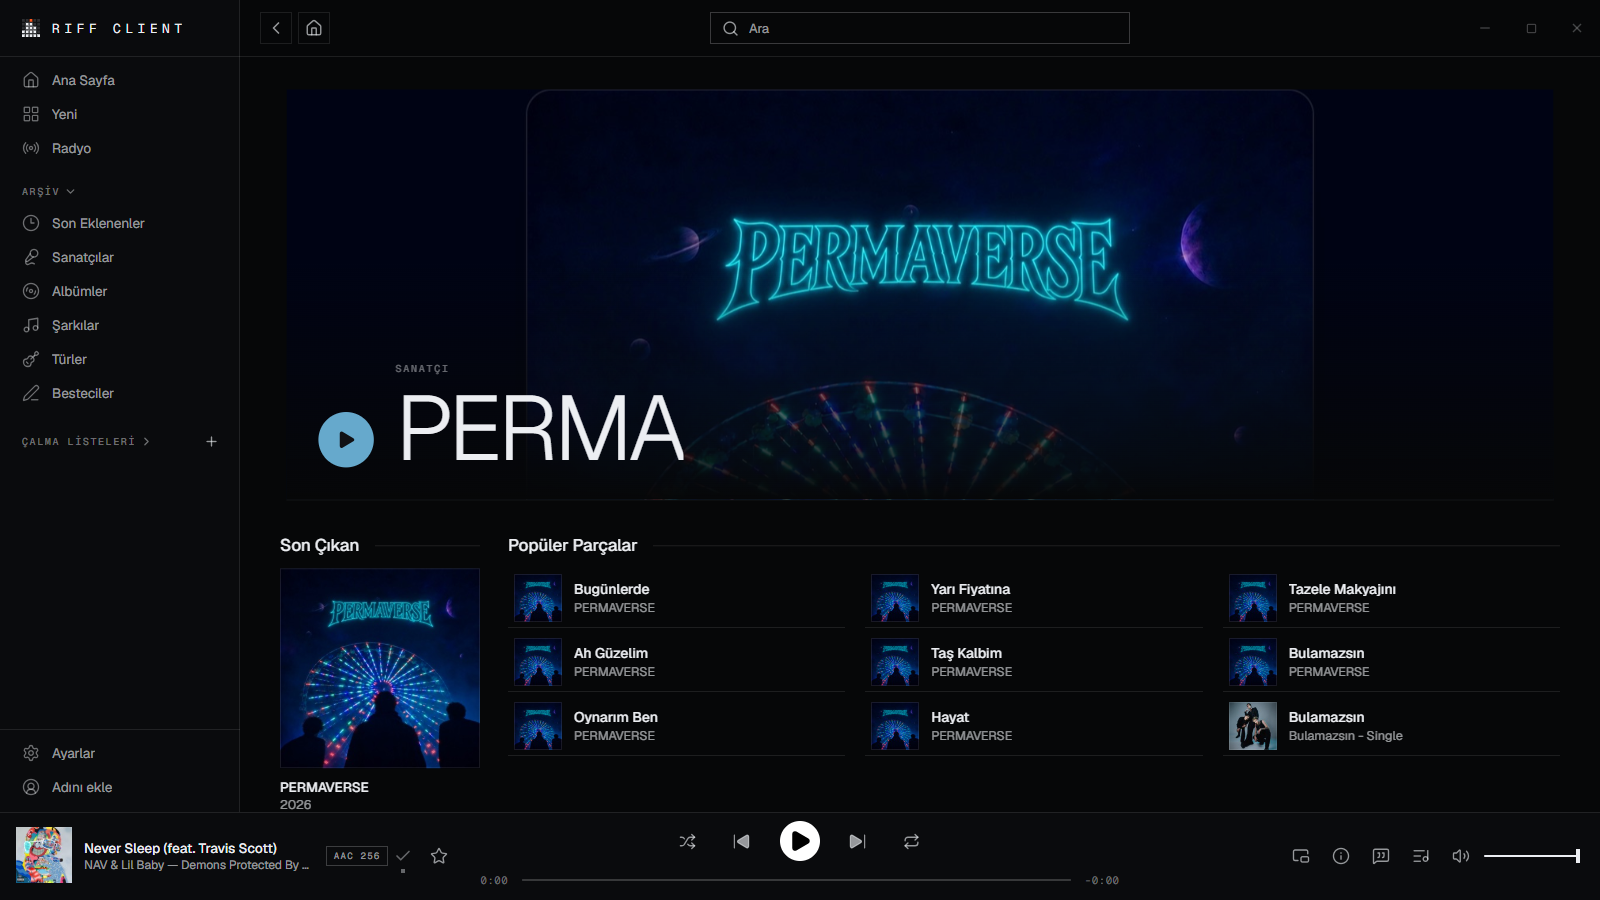 RIFF CLIENT
Ara
Ana Sayfa
Yeni
Radyo
ARŞİV
Son Eklenenler
Sanatçılar
Albümler
Şarkılar
Türler
Besteciler
ÇALMA LİSTELERİ
Ayarlar
Adını ekle
PERMAVERSE
SANATÇI
PERMA
Son Çıkan
PERMAVERSE
PERMAVERSE
2026
Popüler Parçalar
Bugünlerde
PERMAVERSE
Yarı Fiyatına
PERMAVERSE
Tazele Makyajını
PERMAVERSE
Ah Güzelim
PERMAVERSE
Taş Kalbim
PERMAVERSE
Bulamazsın
PERMAVERSE
Oynarım Ben
PERMAVERSE
Hayat
PERMAVERSE
Bulamazsın
Bulamazsın - Single
Never Sleep (feat. Travis Scott)
NAV & Lil Baby — Demons Protected By ...
AAC 256
0:00
-0:00